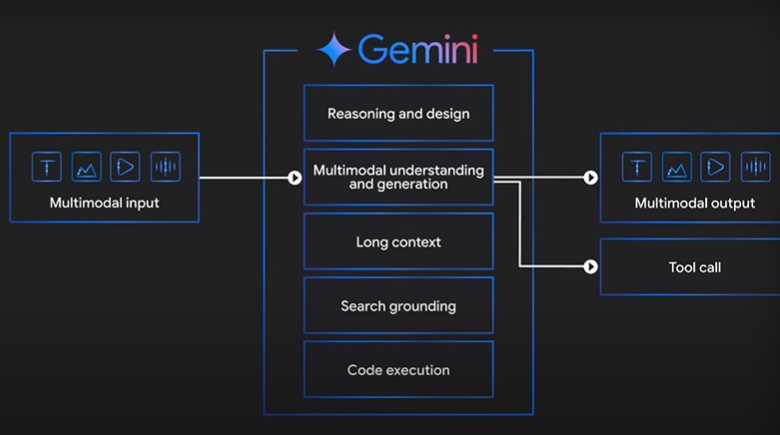 Gemini
Reasoning and design
Multimodal understanding
and generation
Long context
Search grounding
Code execution
T
Multimodal input
T
Multimodal output
Tool call